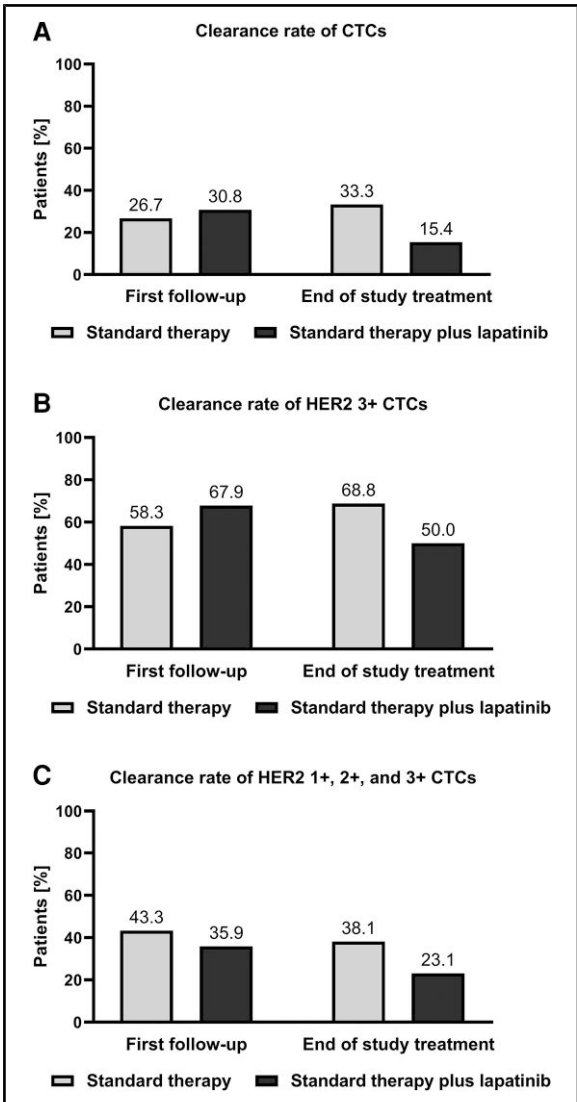 A Clearance rate of CTCs
Patients [%]
100
80
60
40
20
0
26.7 30.8 33.3 15.4
First follow-up End of study treatment
Standard therapy Standard therapy plus lapatinib
B Clearance rate of HER2 3+ CTCs
Patients [%]
100
80
60
40
20
0
58.3 67.9 68.8 50.0
First follow-up End of study treatment
Standard therapy Standard therapy plus lapatinib
C Clearance rate of HER2 1+, 2+, and 3+ CTCs
Patients [%]
100
80
60
40
20
0
43.3 35.9 38.1 23.1
First follow-up End of study treatment
Standard therapy Standard therapy plus lapatinib